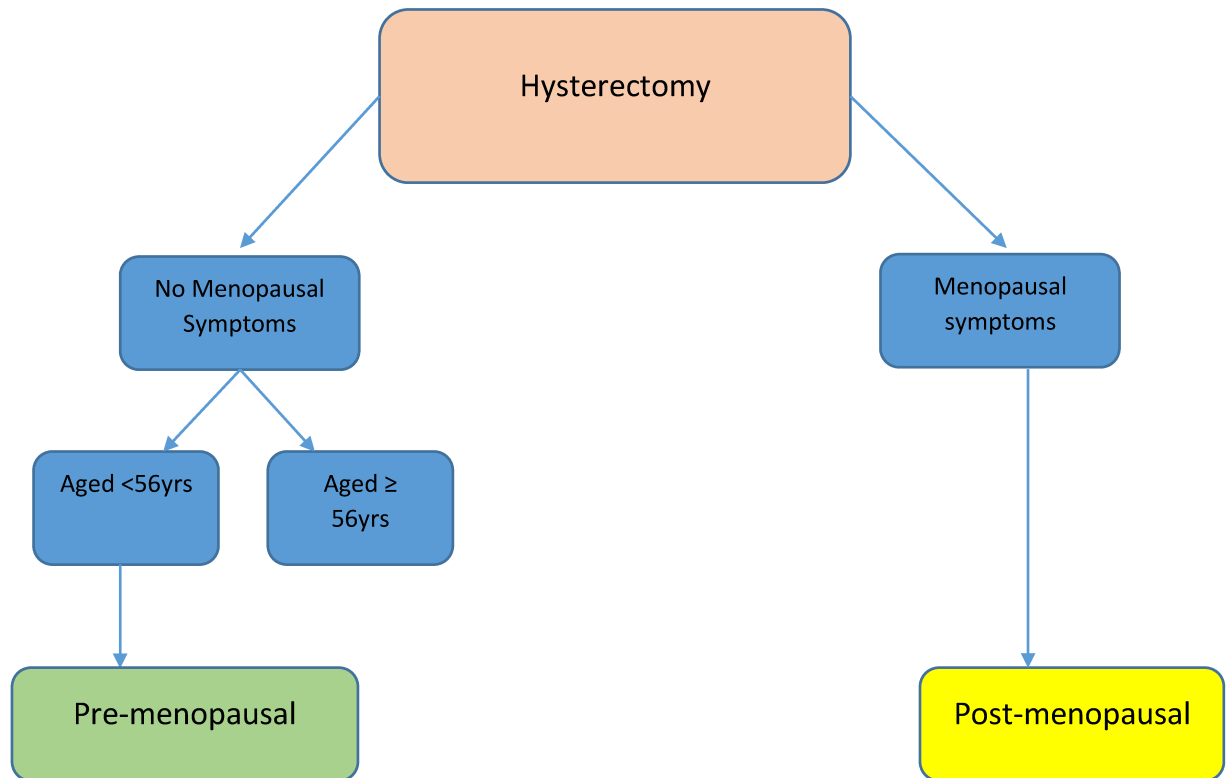 Hysterectomy
No Menopausal
Symptoms
Menopausal
symptoms
Aged <56yrs
Aged ≥
56yrs
Pre-menopausal
Post-menopausal